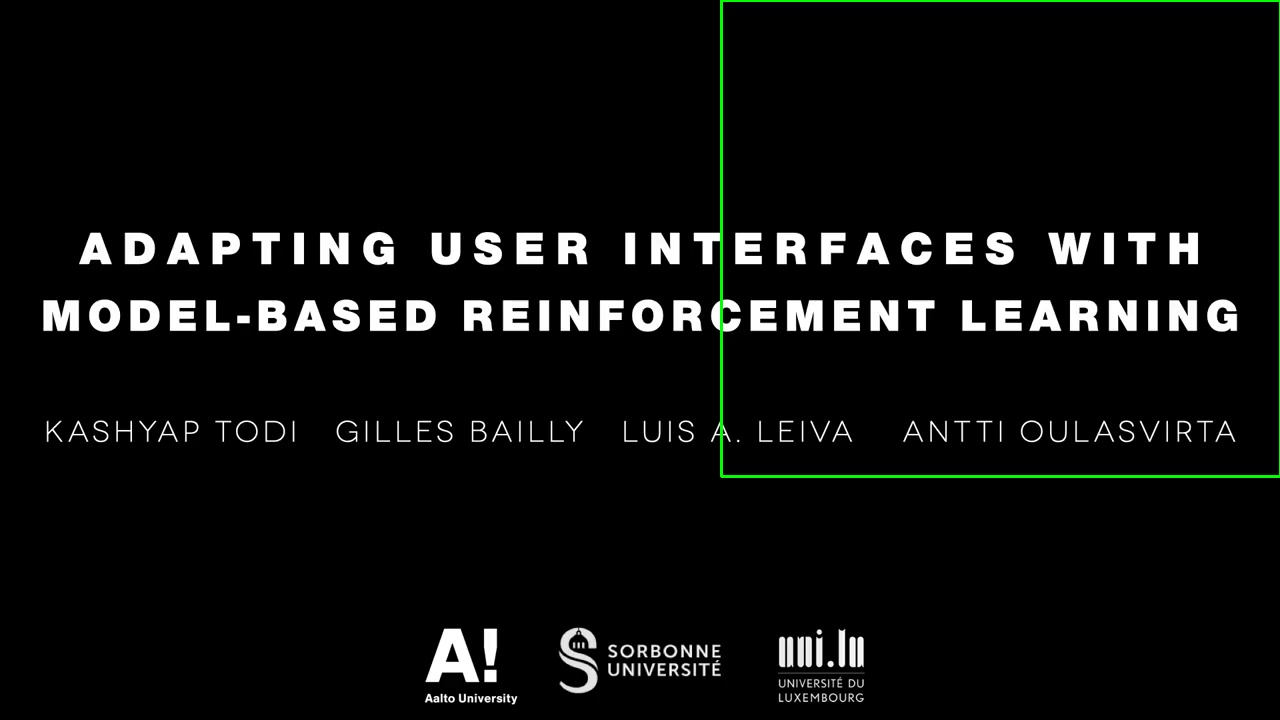 ADAPTING USER INTERFACES WITH
MODEL-BASED REINFORCEMENT LEARNING
KASHYAP TODI GILLES BAILLY LUIS A. LEIVA ANTTI OULASVIRTA
A!
Aalto University
S SORBONNE
UNIVERSITÉ
uni.lu
UNIVERSITÉ DU
LUXEMBOURG